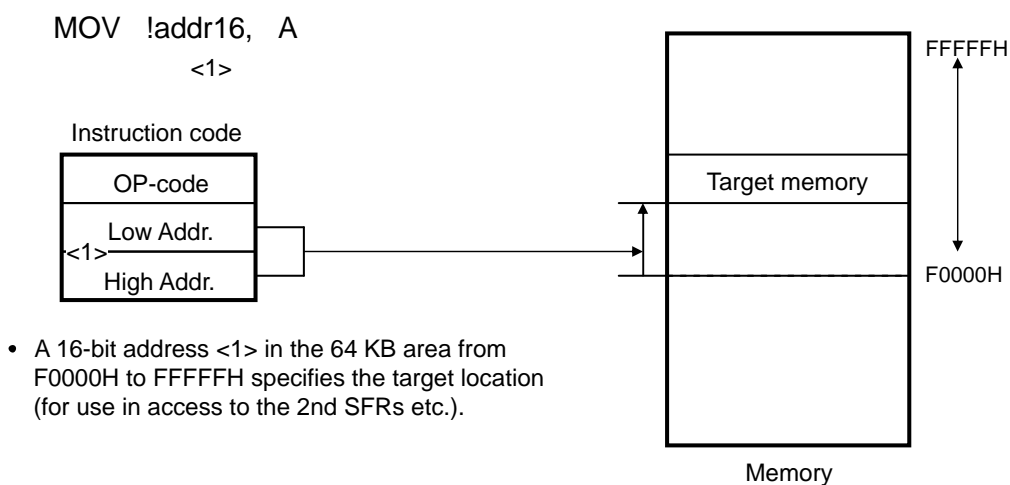 MOV !addr16, A
<1>
Instruction code
OP-code
Low Addr.
<1>
High Addr.
• A 16-bit address <1> in the 64 KB area from
F0000H to FFFFFH specifies the target location
(for use in access to the 2nd SFRs etc.).
FFFFFH
Target memory
F0000H
Memory